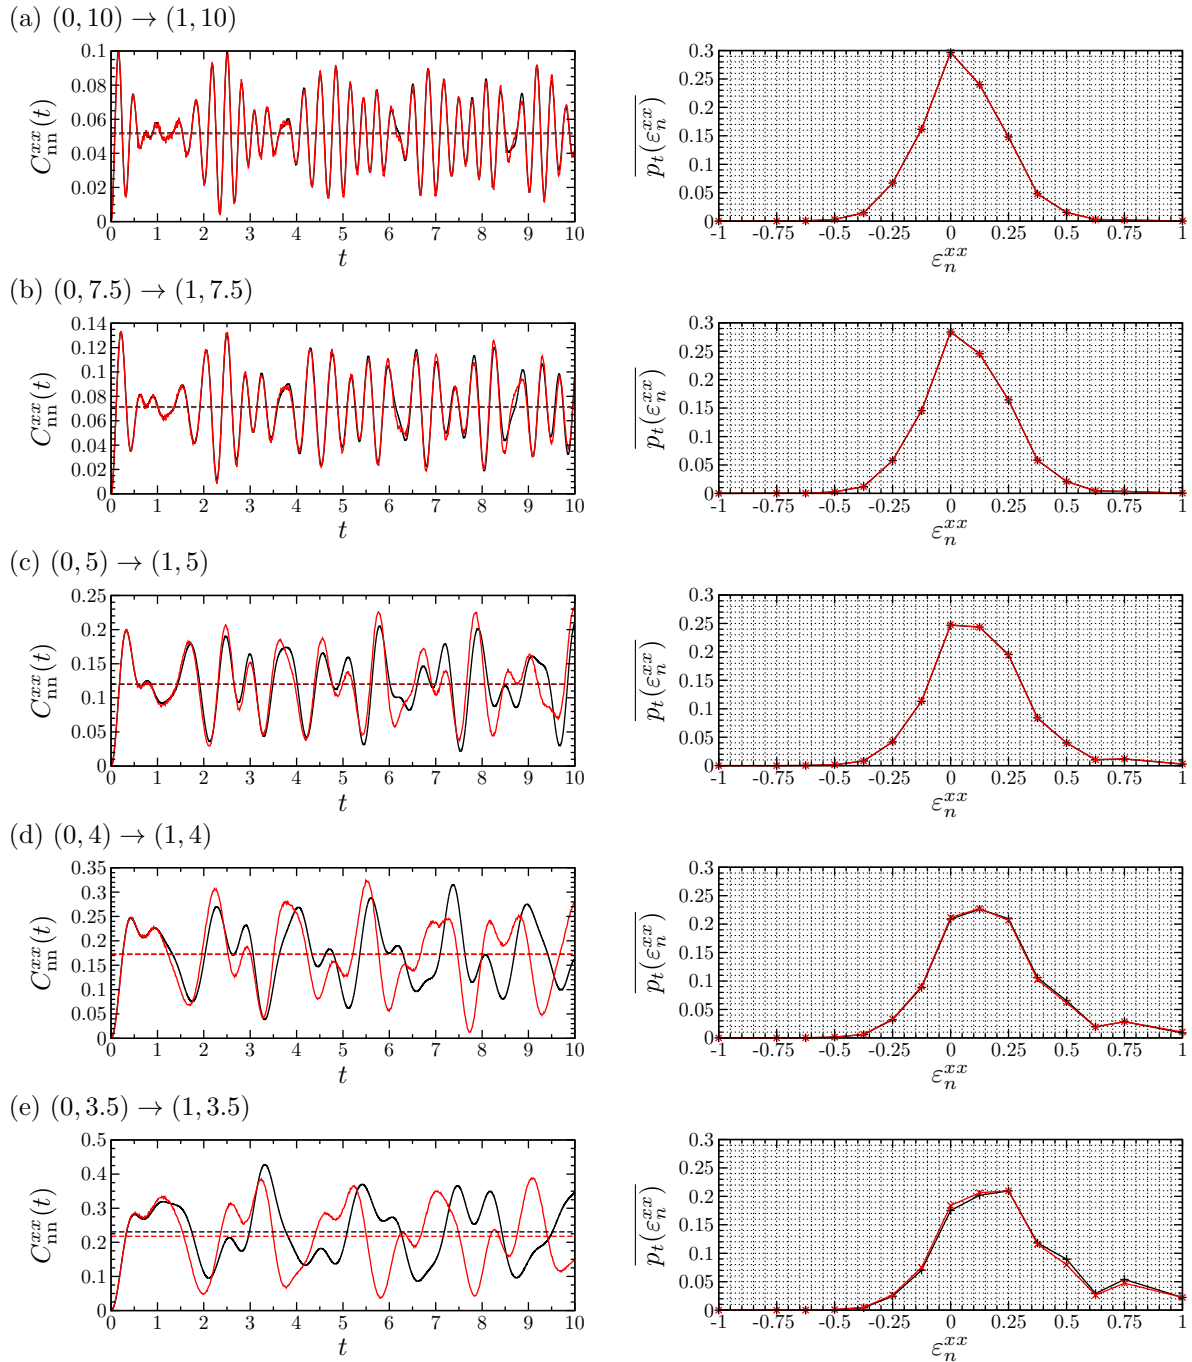 (a) (0, 10) → (1, 10)
C^{xx}_{nn}(t)
0.1
0.08
0.06
0.04
0.02
0
0 1 2 3 4 5 6 7 8 9 10
t
\overline{p_t(ε^{xx}_n)}
0.3
0.25
0.2
0.15
0.1
0.05
0
-1 -0.75 -0.5 -0.25 0 0.25 0.5 0.75 1
ε^{xx}_n
(b) (0, 7.5) → (1, 7.5)
C^{xx}_{nn}(t)
0.14
0.12
0.1
0.08
0.06
0.04
0.02
0
0 1 2 3 4 5 6 7 8 9 10
t
\overline{p_t(ε^{xx}_n)}
0.3
0.25
0.2
0.15
0.1
0.05
0
-1 -0.75 -0.5 -0.25 0 0.25 0.5 0.75 1
ε^{xx}_n
(c) (0, 5) → (1, 5)
C^{xx}_{nn}(t)
0.25
0.2
0.15
0.1
0.05
0
0 1 2 3 4 5 6 7 8 9 10
t
\overline{p_t(ε^{xx}_n)}
0.3
0.25
0.2
0.15
0.1
0.05
0
-1 -0.75 -0.5 -0.25 0 0.25 0.5 0.75 1
ε^{xx}_n
(d) (0, 4) → (1, 4)
C^{xx}_{nn}(t)
0.35
0.3
0.25
0.2
0.15
0.1
0.05
0
0 1 2 3 4 5 6 7 8 9 10
t
\overline{p_t(ε^{xx}_n)}
0.3
0.25
0.2
0.15
0.1
0.05
0
-1 -0.75 -0.5 -0.25 0 0.25 0.5 0.75 1
ε^{xx}_n
(e) (0, 3.5) → (1, 3.5)
C^{xx}_{nn}(t)
0.5
0.4
0.3
0.2
0.1
0
0 1 2 3 4 5 6 7 8 9 10
t
\overline{p_t(ε^{xx}_n)}
0.3
0.25
0.2
0.15
0.1
0.05
0
-1 -0.75 -0.5 -0.25 0 0.25 0.5 0.75 1
ε^{xx}_n